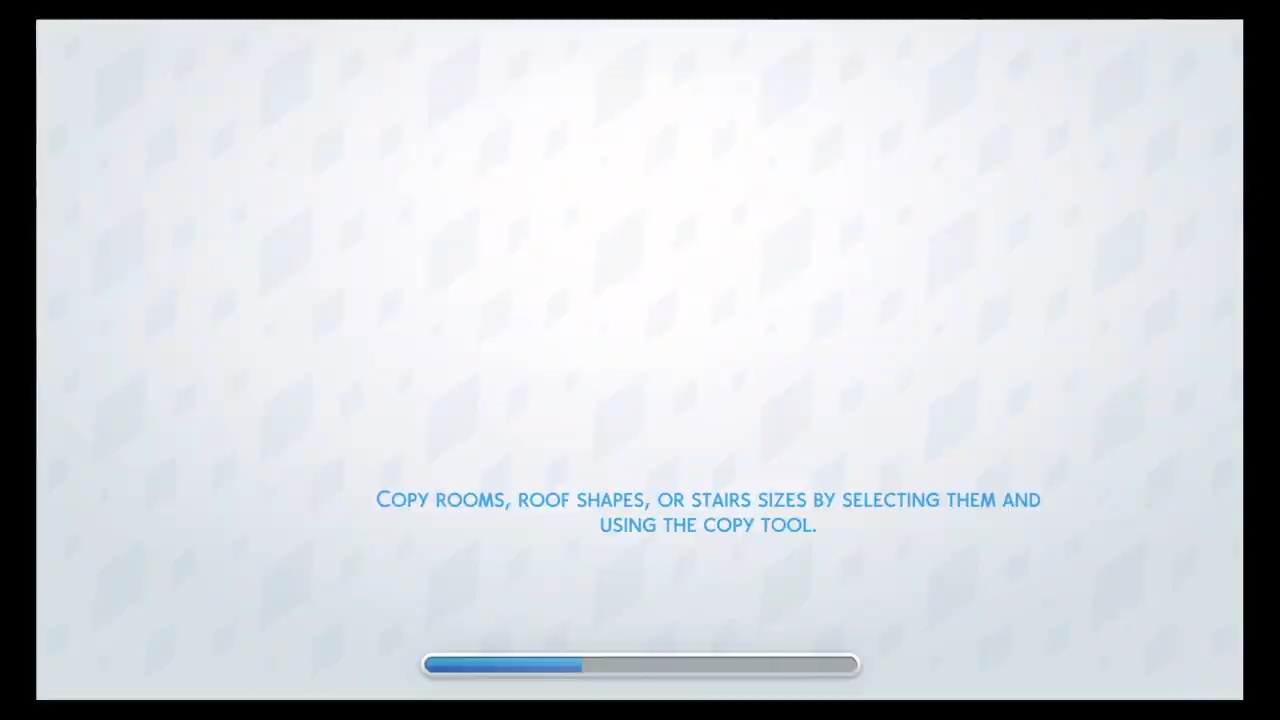 Copy rooms, roof shapes, or stairs sizes by selecting them and
using the copy tool.